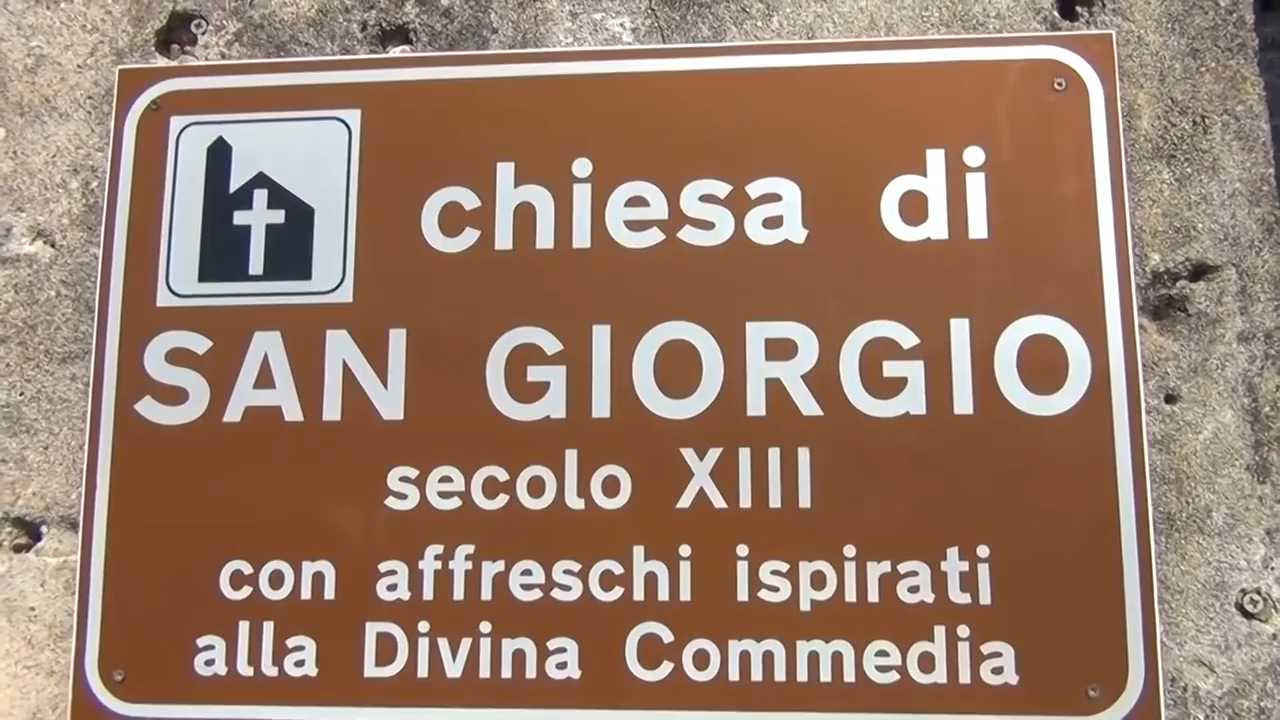 chiesa di
SAN GIORGIO
secolo XIII
con affreschi ispirati
alla Divina Commedia